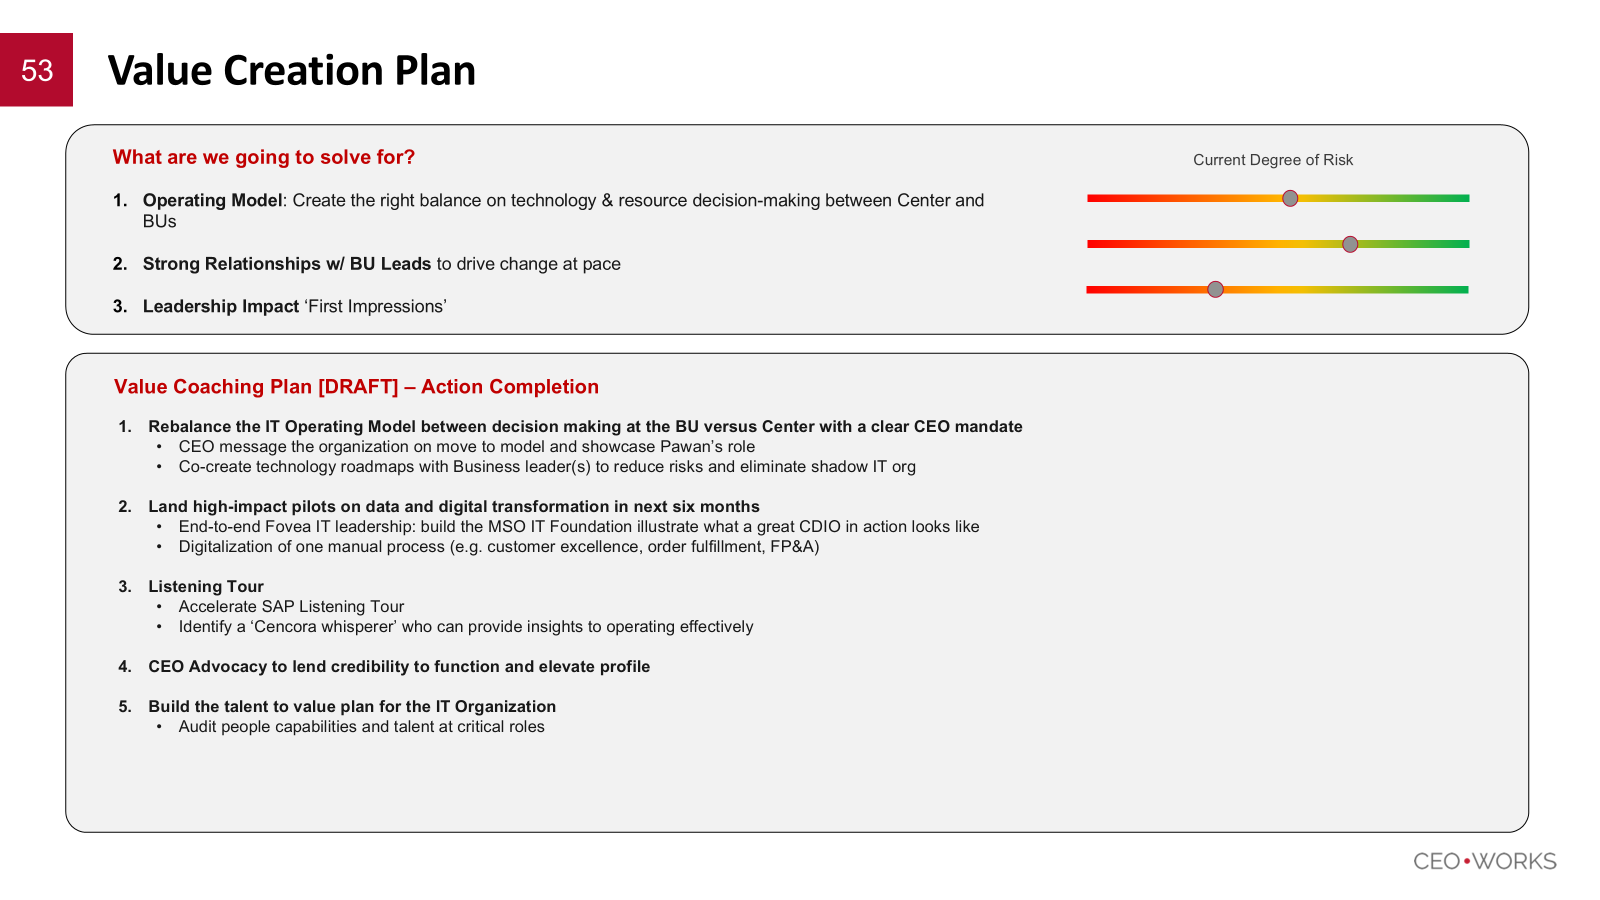 53
Value Creation Plan
What are we going to solve for?
Current Degree of Risk
1. Operating Model: Create the right balance on technology & resource decision-making between Center and
BUs
2. Strong Relationships w/ BU Leads to drive change at pace
3. Leadership Impact ‘First Impressions’
Value Coaching Plan [DRAFT] – Action Completion
1. Rebalance the IT Operating Model between decision making at the BU versus Center with a clear CEO mandate
• CEO message the organization on move to model and showcase Pawan’s role
• Co-create technology roadmaps with Business leader(s) to reduce risks and eliminate shadow IT org
2. Land high-impact pilots on data and digital transformation in next six months
• End-to-end Fovea IT leadership: build the MSO IT Foundation illustrate what a great CDIO in action looks like
• Digitalization of one manual process (e.g. customer excellence, order fulfillment, FP&A)
3. Listening Tour
• Accelerate SAP Listening Tour
• Identify a ‘Cencora whisperer’ who can provide insights to operating effectively
4. CEO Advocacy to lend credibility to function and elevate profile
5. Build the talent to value plan for the IT Organization
• Audit people capabilities and talent at critical roles
CEO•WORKS